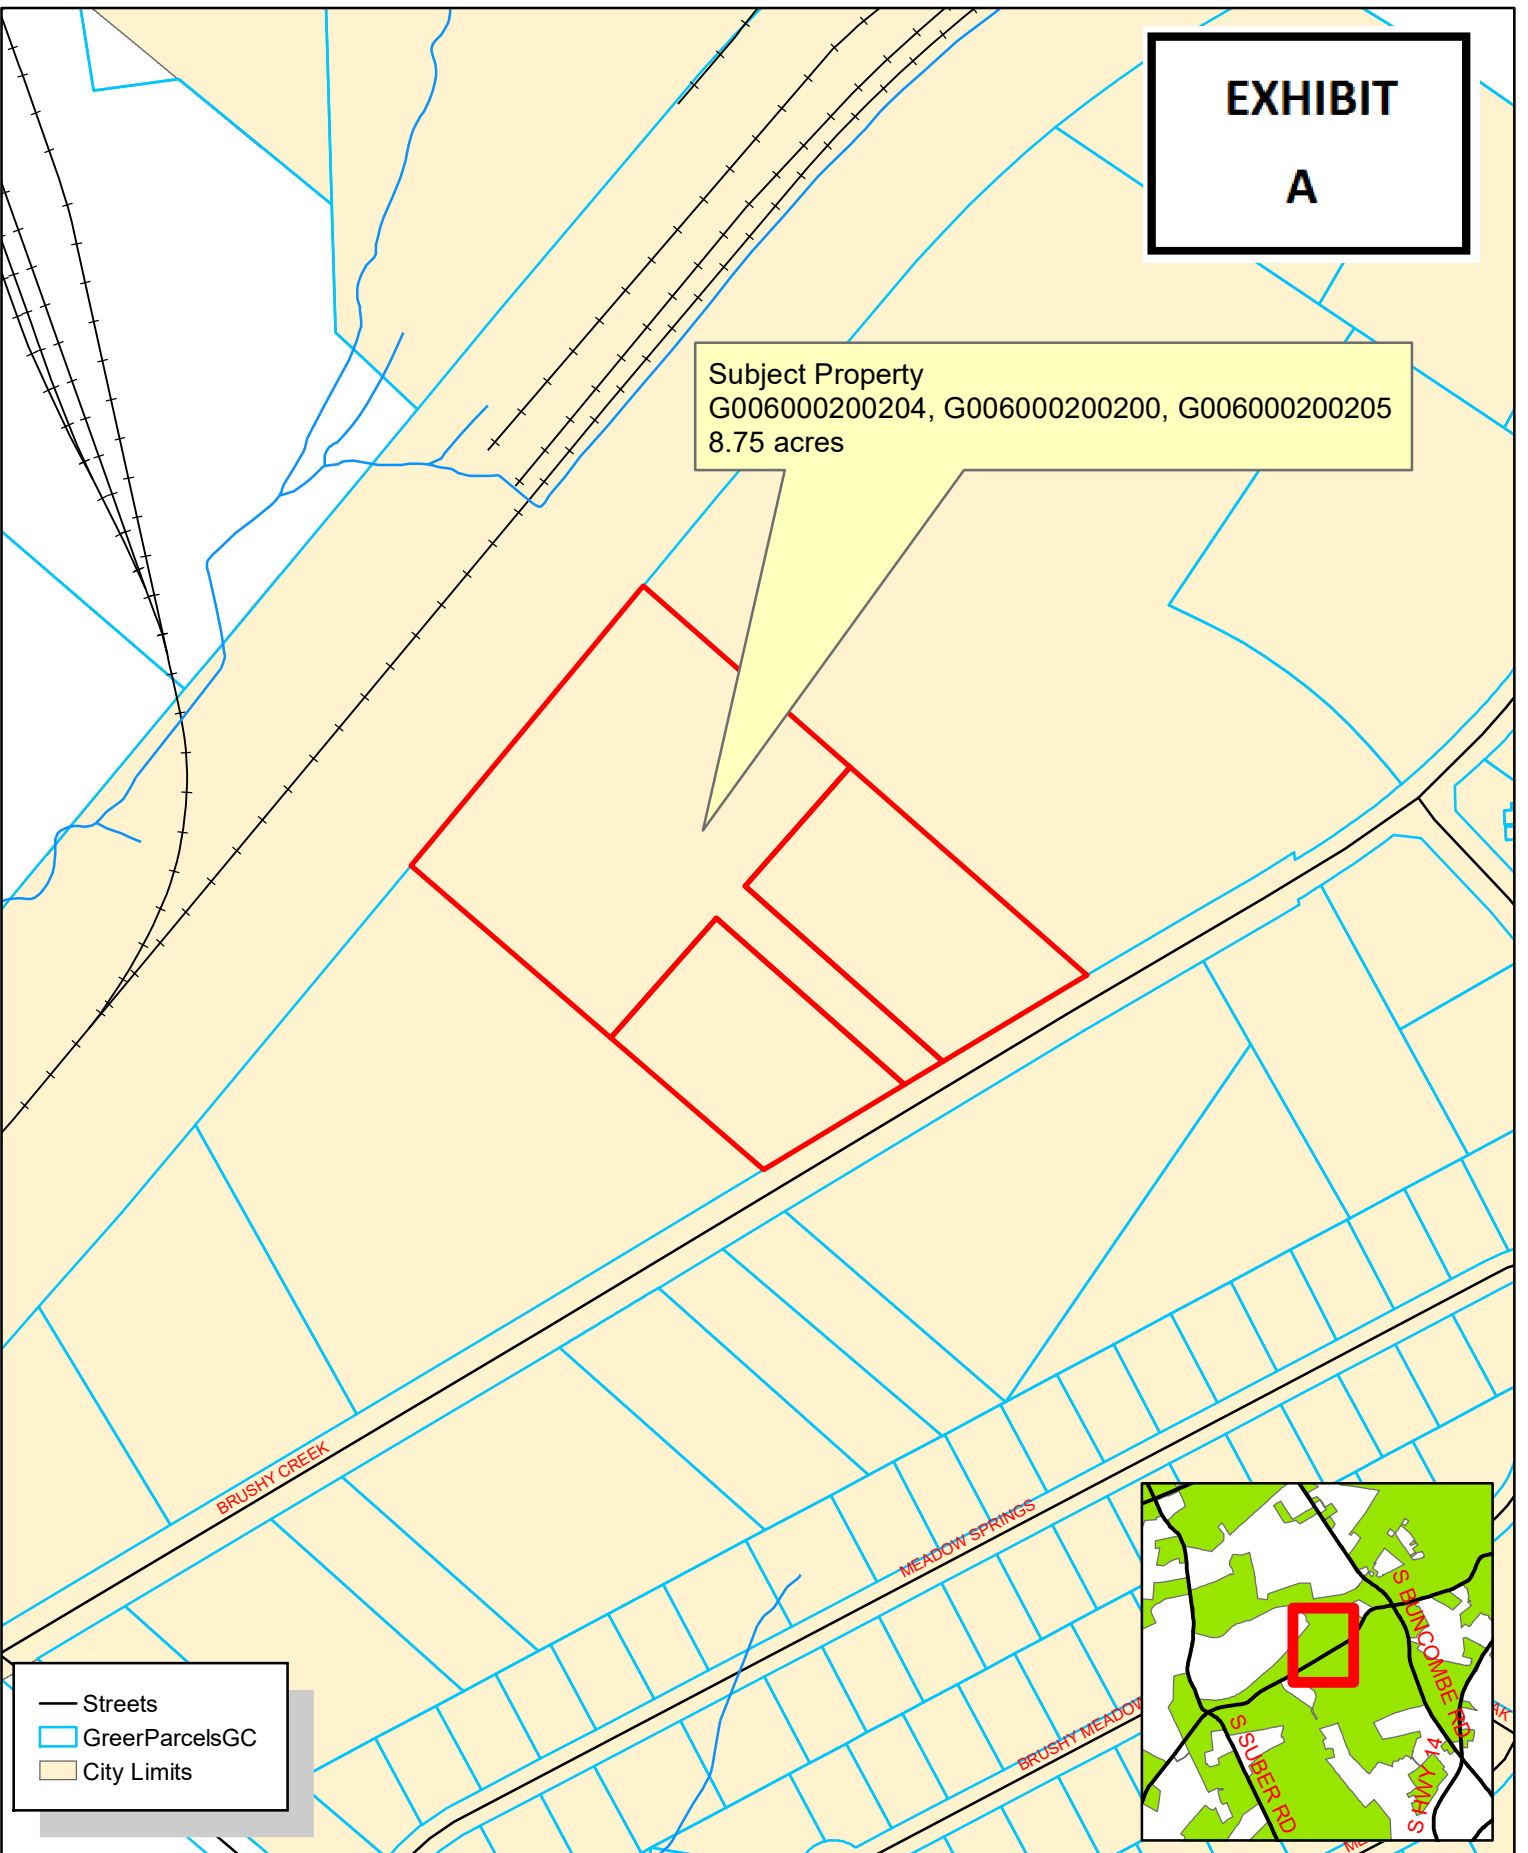 EXHIBIT
A
Subject Property
G006000200204, G006000200200, G006000200205
8.75 acres
BRUSHY CREEK
MEADOW SPRINGS
BRUSHY MEADOW
S BUNCOMBE RD
S SUBER RD
S HWY 14
AK
Streets
GreerParcelsGC
City Limits